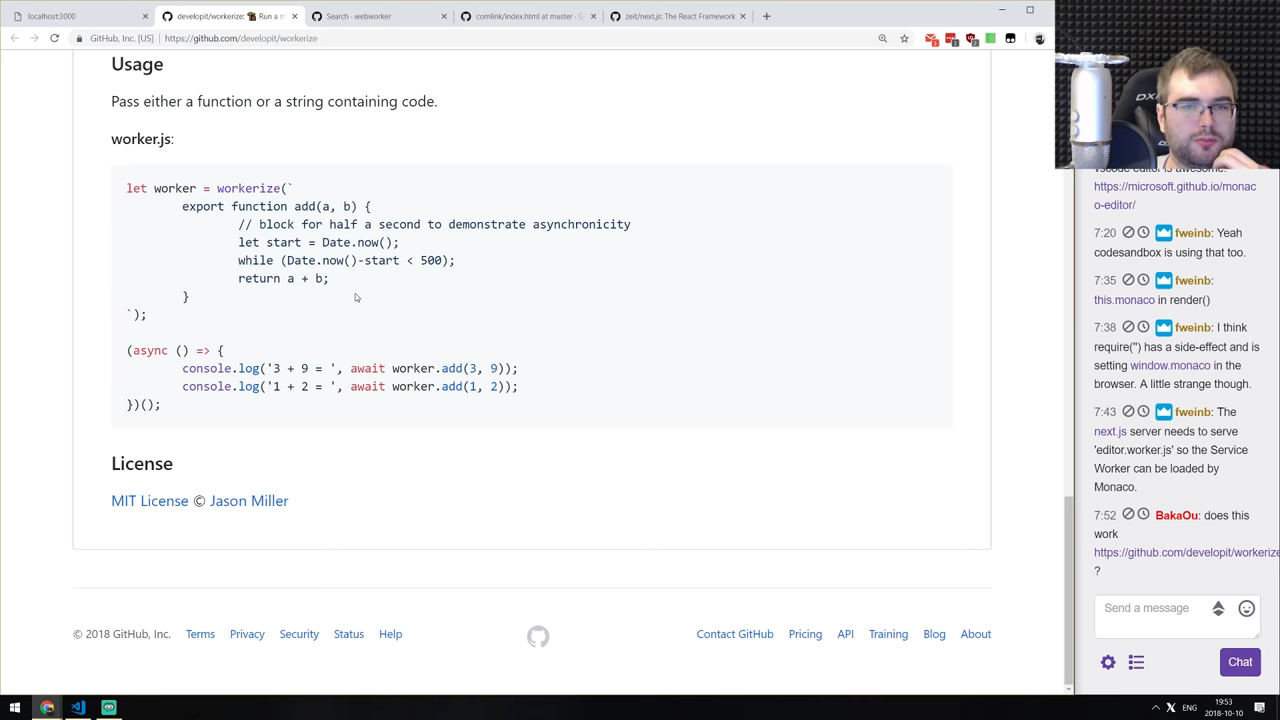 localhost:3000
developit/workerize: Run a m
Search · webworker
comlink/index.html at master · G
zeit/next.js: The React Framework
GitHub, Inc. [US]
https://github.com/developit/workerize
Usage
Pass either a function or a string containing code.
worker.js:
let worker = workerize(`
export function add(a, b) {
// block for half a second to demonstrate asynchronicity
let start = Date.now();
while (Date.now()-start < 500);
return a + b;
}
`);
(async () => {
console.log('3 + 9 = ', await worker.add(3, 9));
console.log('1 + 2 = ', await worker.add(1, 2));
})();
License
MIT License © Jason Miller
© 2018 GitHub, Inc.
Terms
Privacy
Security
Status
Help
Contact GitHub
Pricing
API
Training
Blog
About
vscode editor is awesome:
https://microsoft.github.io/monac
o-editor/
7:20 fweinb: Yeah
codesandbox is using that too.
7:35 fweinb:
this.monaco in render()
7:38 fweinb: I think
require('') has a side-effect and is
setting window.monaco in the
browser. A little strange though.
7:43 fweinb: The
next.js server needs to serve
'editor.worker.js' so the Service
Worker can be loaded by
Monaco.
7:52 BakaOu: does this
work
https://github.com/developit/workerize
?
Send a message
Chat
ENG
19:53
2018-10-10